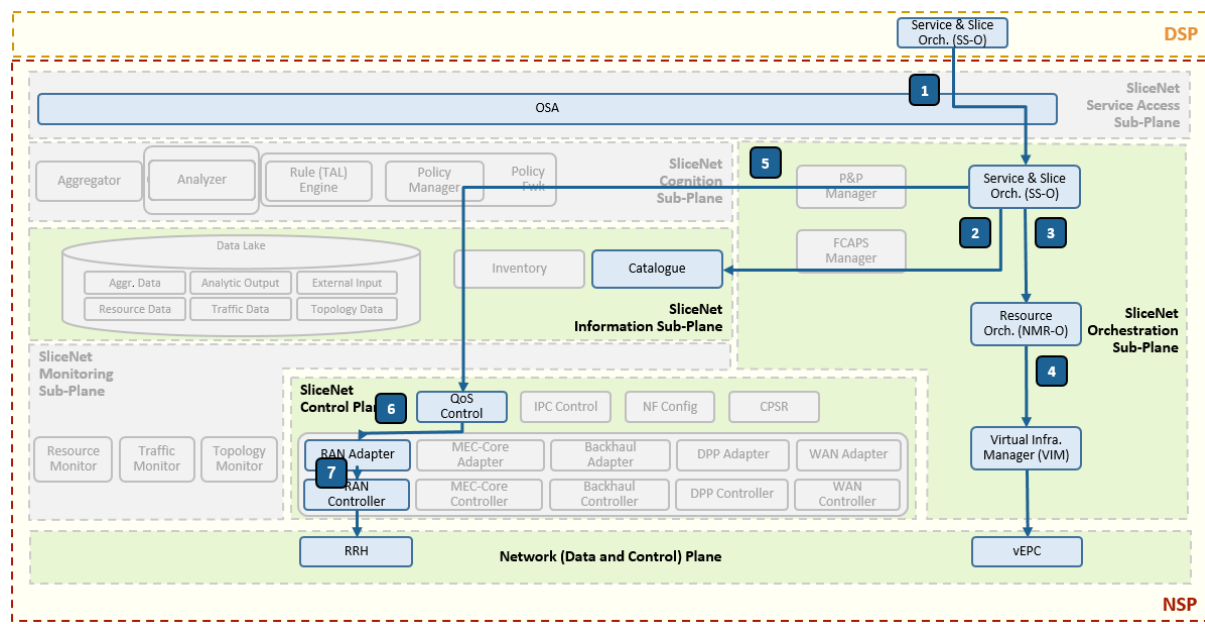 Service & Slice
Orch. (SS-O)
DSP
1
OSA
SliceNet
Service Access
Sub-Plane
Aggregator
Analyzer
Rule (TAL)
Engine
Policy
Manager
Policy
Fwk
SliceNet
Cognition
Sub-Plane
5
P&P
Manager
Service & Slice
Orch. (SS-O)
2
3
FCAPS
Manager
Data Lake
Aggr. Data
Analytic Output
External Input
Resource Data
Traffic Data
Topology Data
Inventory
Catalogue
SliceNet
Information Sub-Plane
Resource
Orch. (NMR-O)
SliceNet
Orchestration
Sub-Plane
4
SliceNet
Monitoring
Sub-Plane
Resource
Monitor
Traffic
Monitor
Topology
Monitor
SliceNet
Control Plan
6
QoS
Control
IPC Control
NF Config
CPSR
RAN Adapter
MEC-Core
Adapter
Backhaul
Adapter
DPP Adapter
WAN Adapter
7
RAN
Controller
MEC-Core
Controller
Backhaul
Controller
DPP Controller
WAN
Controller
Virtual Infra.
Manager (VIM)
RRH
Network (Data and Control) Plane
vEPC
NSP